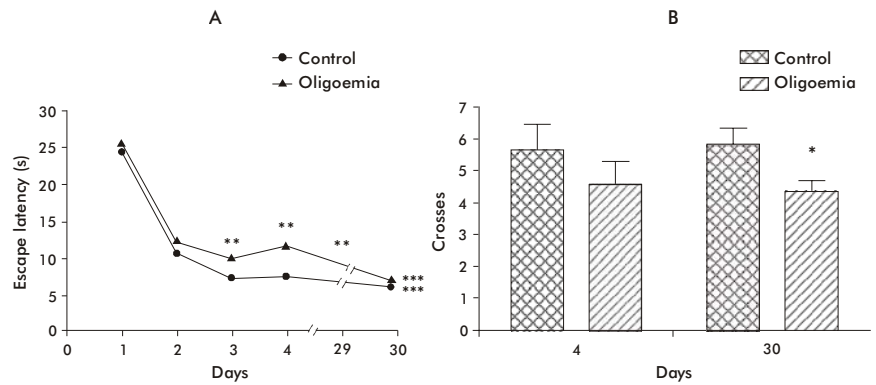 A
Control
Oligoemia
30
25
20
15
10
5
0
Escape latency (s)
** ** **
***
***
0 1 2 3 4 29 30
Days
B
Control
Oligoemia
7
6
5
4
3
2
1
0
Crosses
*
4 30
Days